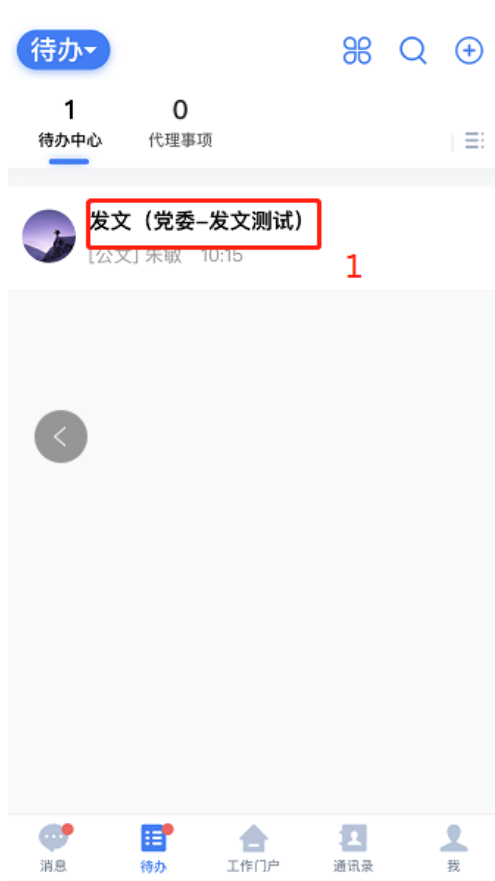 待办
1
0
待办中心
代理事项
发文（党委–发文测试）
[公文] 朱敏 10:15
1
消息
待办
工作门户
通讯录
我